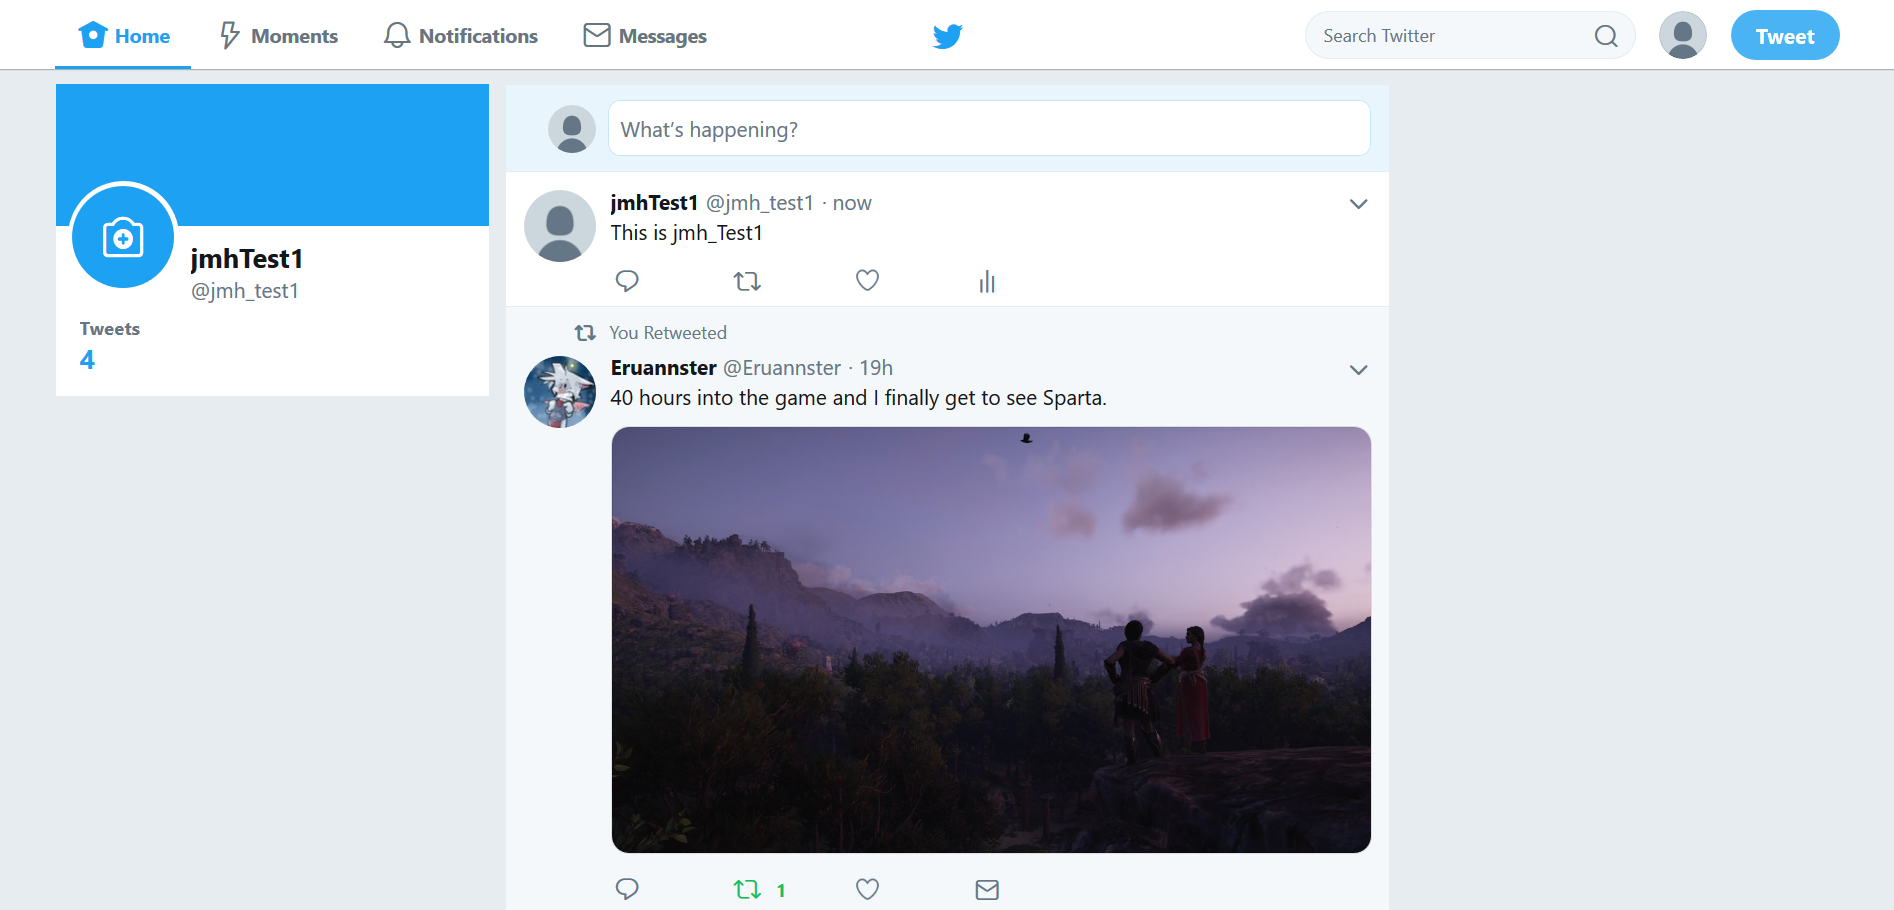 Home
Moments
Notifications
Messages
Search Twitter
Tweet
What's happening?
jmhTest1
@jmh_test1
Tweets
4
jmhTest1 @jmh_test1 · now
This is jmh_Test1
You Retweeted
Eruannster @Eruannster · 19h
40 hours into the game and I finally get to see Sparta.
1